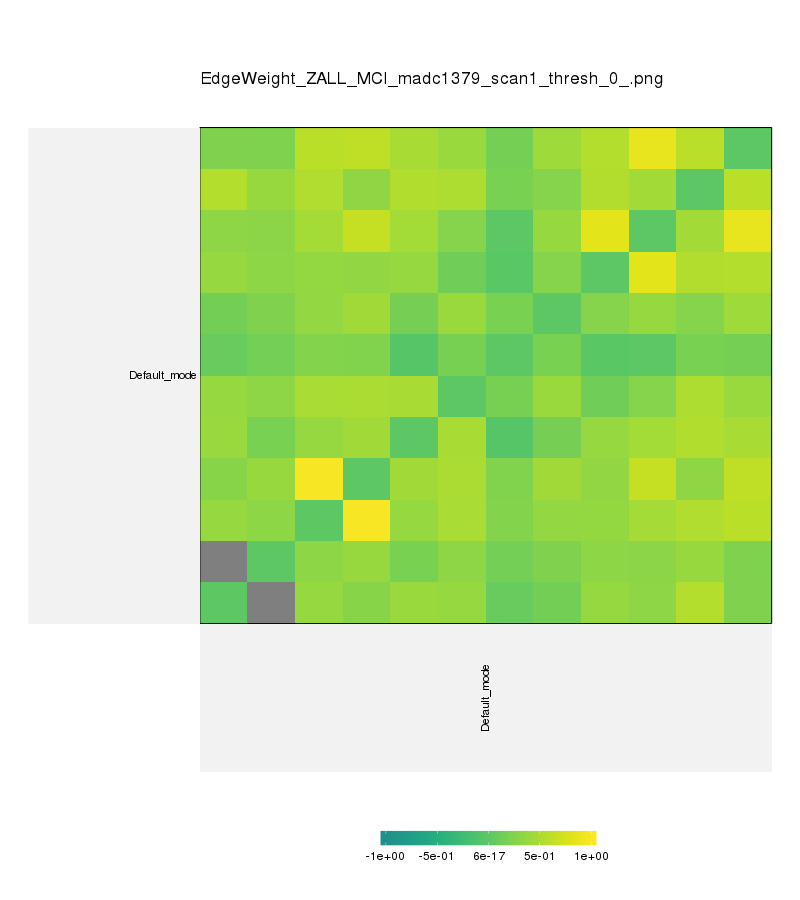 EdgeWeight_ZALL_MCI_madc1379_scan1_thresh_0_.png
Default_mode
Default_mode
-1e+00 -5e-01 6e-17 5e-01 1e+00